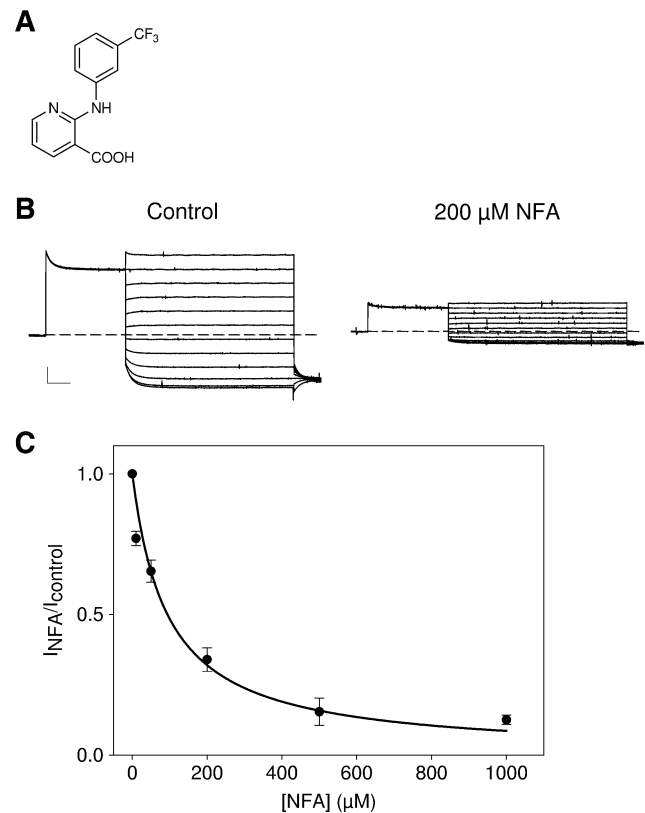 A
CF3
N
NH
COOH
B
Control
200 µM NFA
C
1.0
0.5
0.0
INFA/Icontrol
0
200
400
600
800
1000
[NFA] (µM)